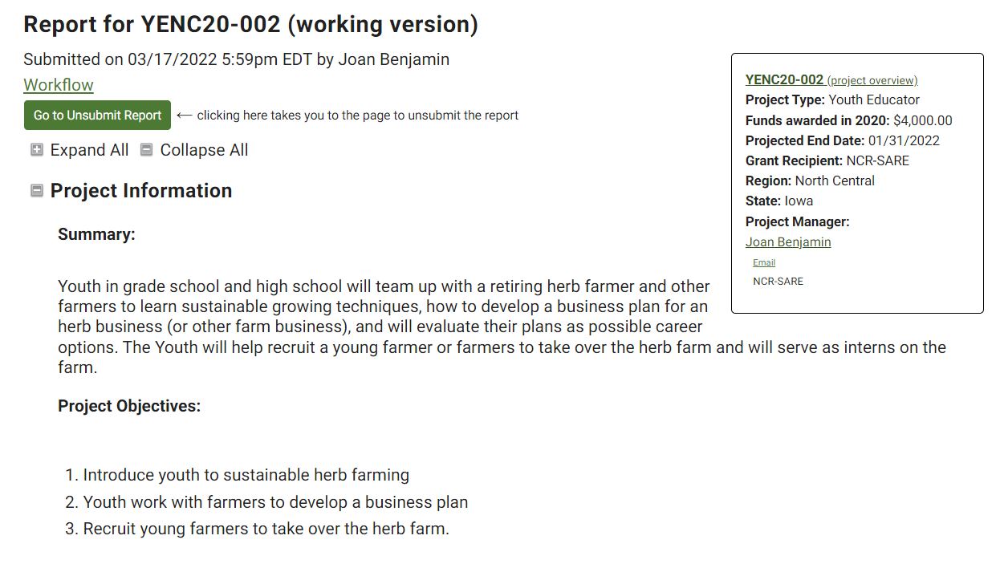 Report for YENC20-002 (working version)
Submitted on 03/17/2022 5:59pm EDT by Joan Benjamin
Workflow
Go to Unsubmit Report ← clicking here takes you to the page to unsubmit the report
Expand All Collapse All
Project Information
Summary:
Youth in grade school and high school will team up with a retiring herb farmer and other
farmers to learn sustainable growing techniques, how to develop a business plan for an
herb business (or other farm business), and will evaluate their plans as possible career
options. The Youth will help recruit a young farmer or farmers to take over the herb farm and will serve as interns on the
farm.
Project Objectives:
1. Introduce youth to sustainable herb farming
2. Youth work with farmers to develop a business plan
3. Recruit young farmers to take over the herb farm.
YENC20-002 (project overview)
Project Type: Youth Educator
Funds awarded in 2020: $4,000.00
Projected End Date: 01/31/2022
Grant Recipient: NCR-SARE
Region: North Central
State: Iowa
Project Manager:
Joan Benjamin
Email
NCR-SARE